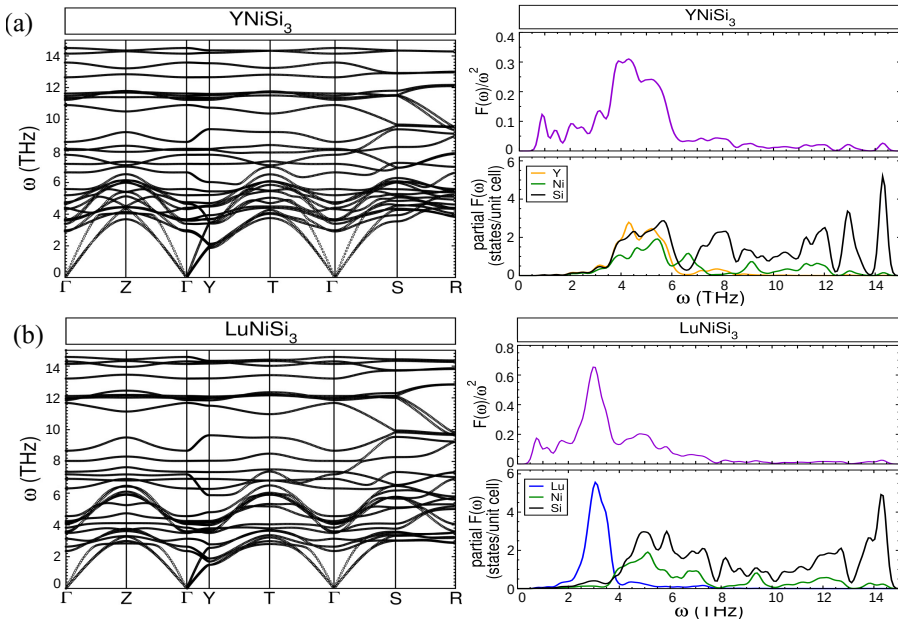 (a)
YNiSi3
ω (THz)
14
12
10
8
6
4
2
0
Γ Z Γ Y T Γ S R
YNiSi3
F(ω)/ω²
0.4
0.3
0.2
0.1
0
partial F(ω)
(states/unit cell)
6
4
2
0
Y
Ni
Si
0 2 4 6 8 10 12 14
ω (THz)
(b)
LuNiSi3
ω (THz)
14
12
10
8
6
4
2
0
Γ Z Γ Y T Γ S R
LuNiSi3
F(ω)/ω²
0.8
0.6
0.4
0.2
0
partial F(ω)
(states/unit cell)
6
4
2
0
Lu
Ni
Si
0 2 4 6 8 10 12 14
ω (THz)